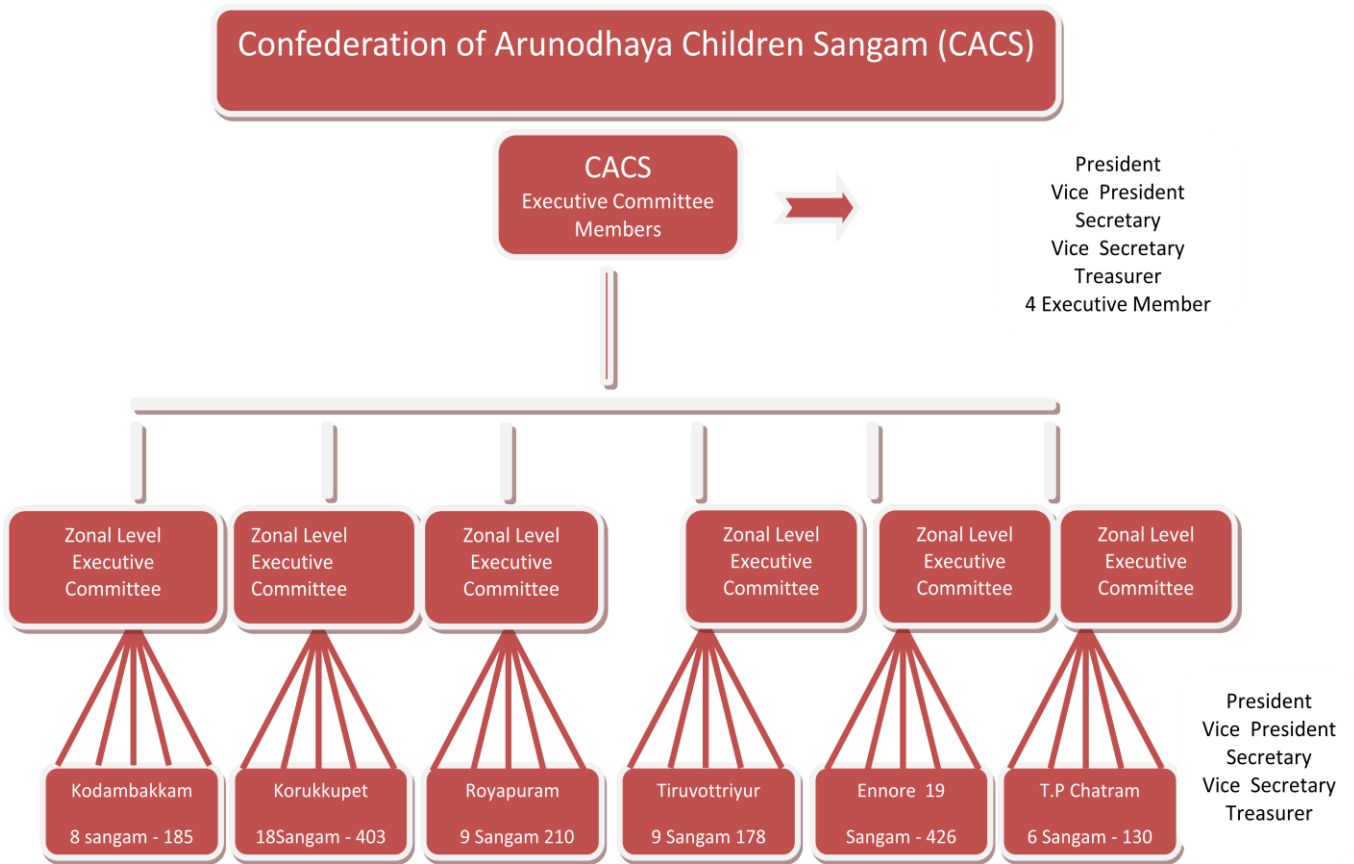 Confederation of Arunodhaya Children Sangam (CACS)
CACS
Executive Committee
Members
President
Vice President
Secretary
Vice Secretary
Treasurer
4 Executive Member
Zonal Level
Executive
Committee
Zonal Level
Executive
Committee
Zonal Level
Executive
Committee
Zonal Level
Executive
Committee
Zonal Level
Executive
Committee
Zonal Level
Executive
Committee
Kodambakkam
8 sangam - 185
Korukkupet
18Sangam - 403
Royapuram
9 Sangam 210
Tiruvottriyur
9 Sangam 178
Ennore 19
Sangam - 426
T.P Chatram
6 Sangam - 130
President
Vice President
Secretary
Vice Secretary
Treasurer